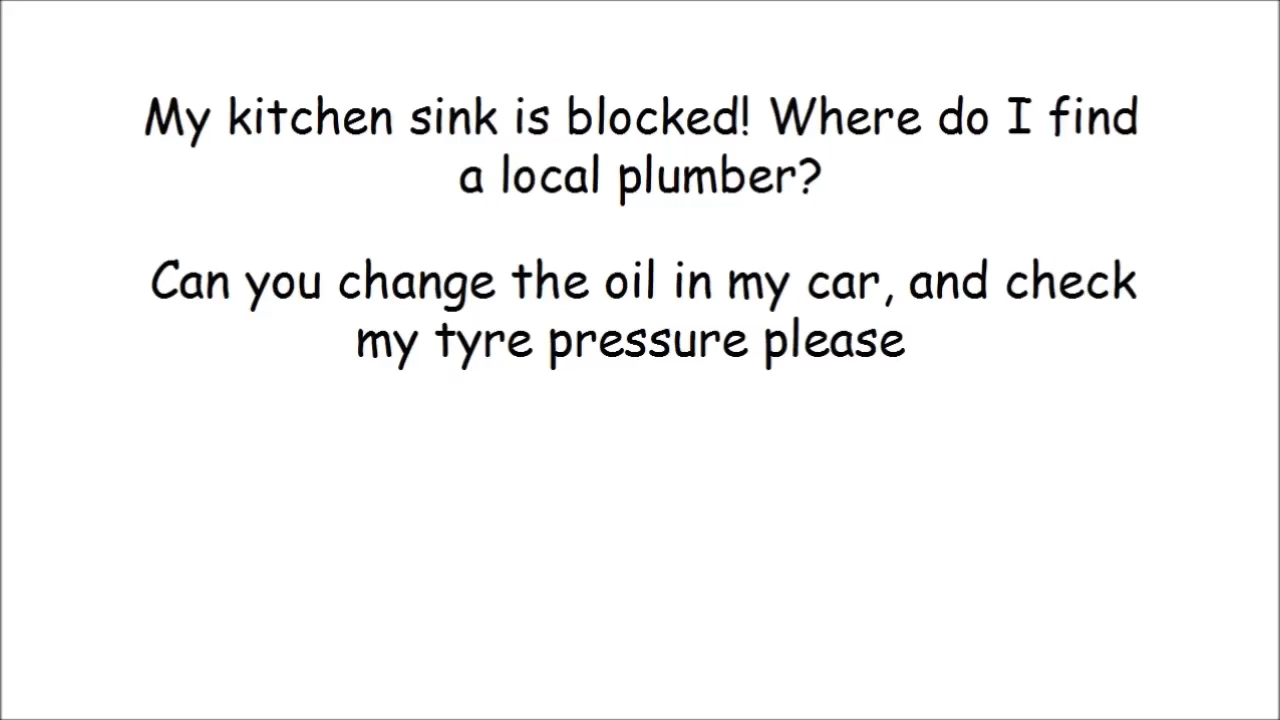 My kitchen sink is blocked! Where do I find
a local plumber?
Can you change the oil in my car, and check
my tyre pressure please